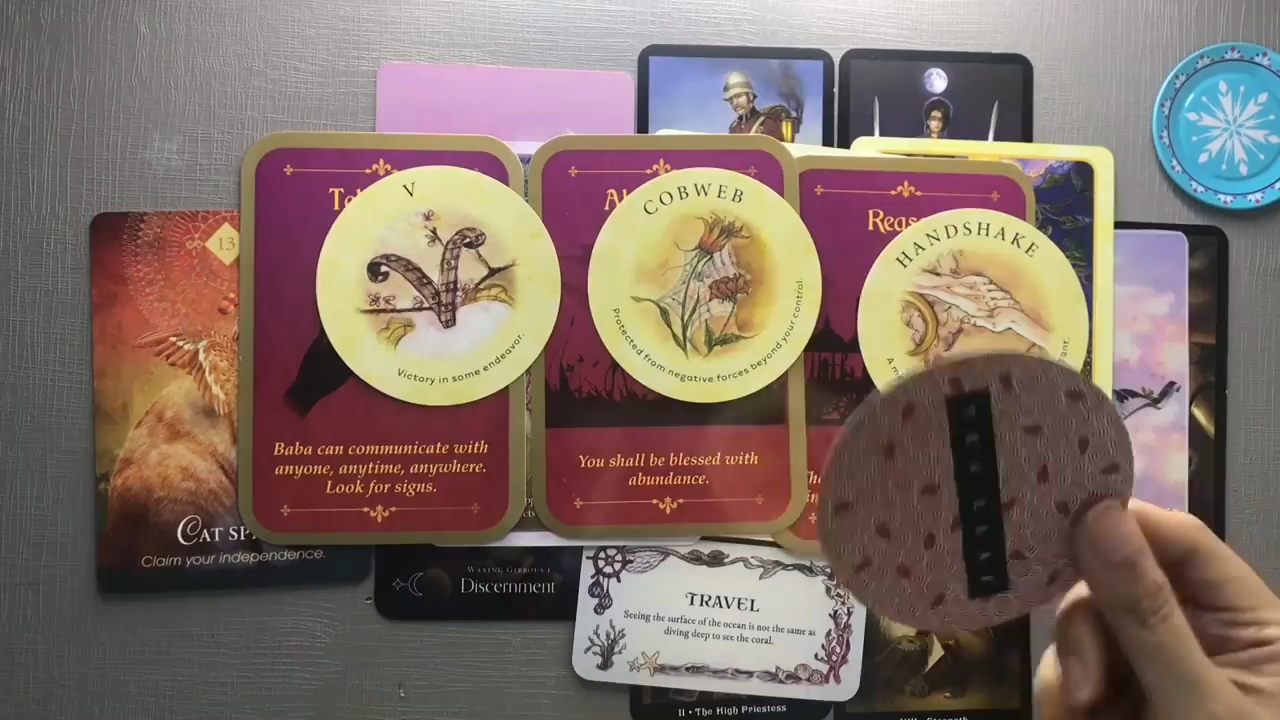 13
V
Victory in some endeavor.
COBWEB
Protected from negative forces beyond your control.
HANDSHAKE
Baba can communicate with
anyone, anytime, anywhere.
Look for signs.
You shall be blessed with
abundance.
CAT
Claim your independence.
WAXING GIBBOUS I
Discernment
TRAVEL
Seeing the surface of the ocean is not the same as
diving deep to see the coral.
II • The High Priestess